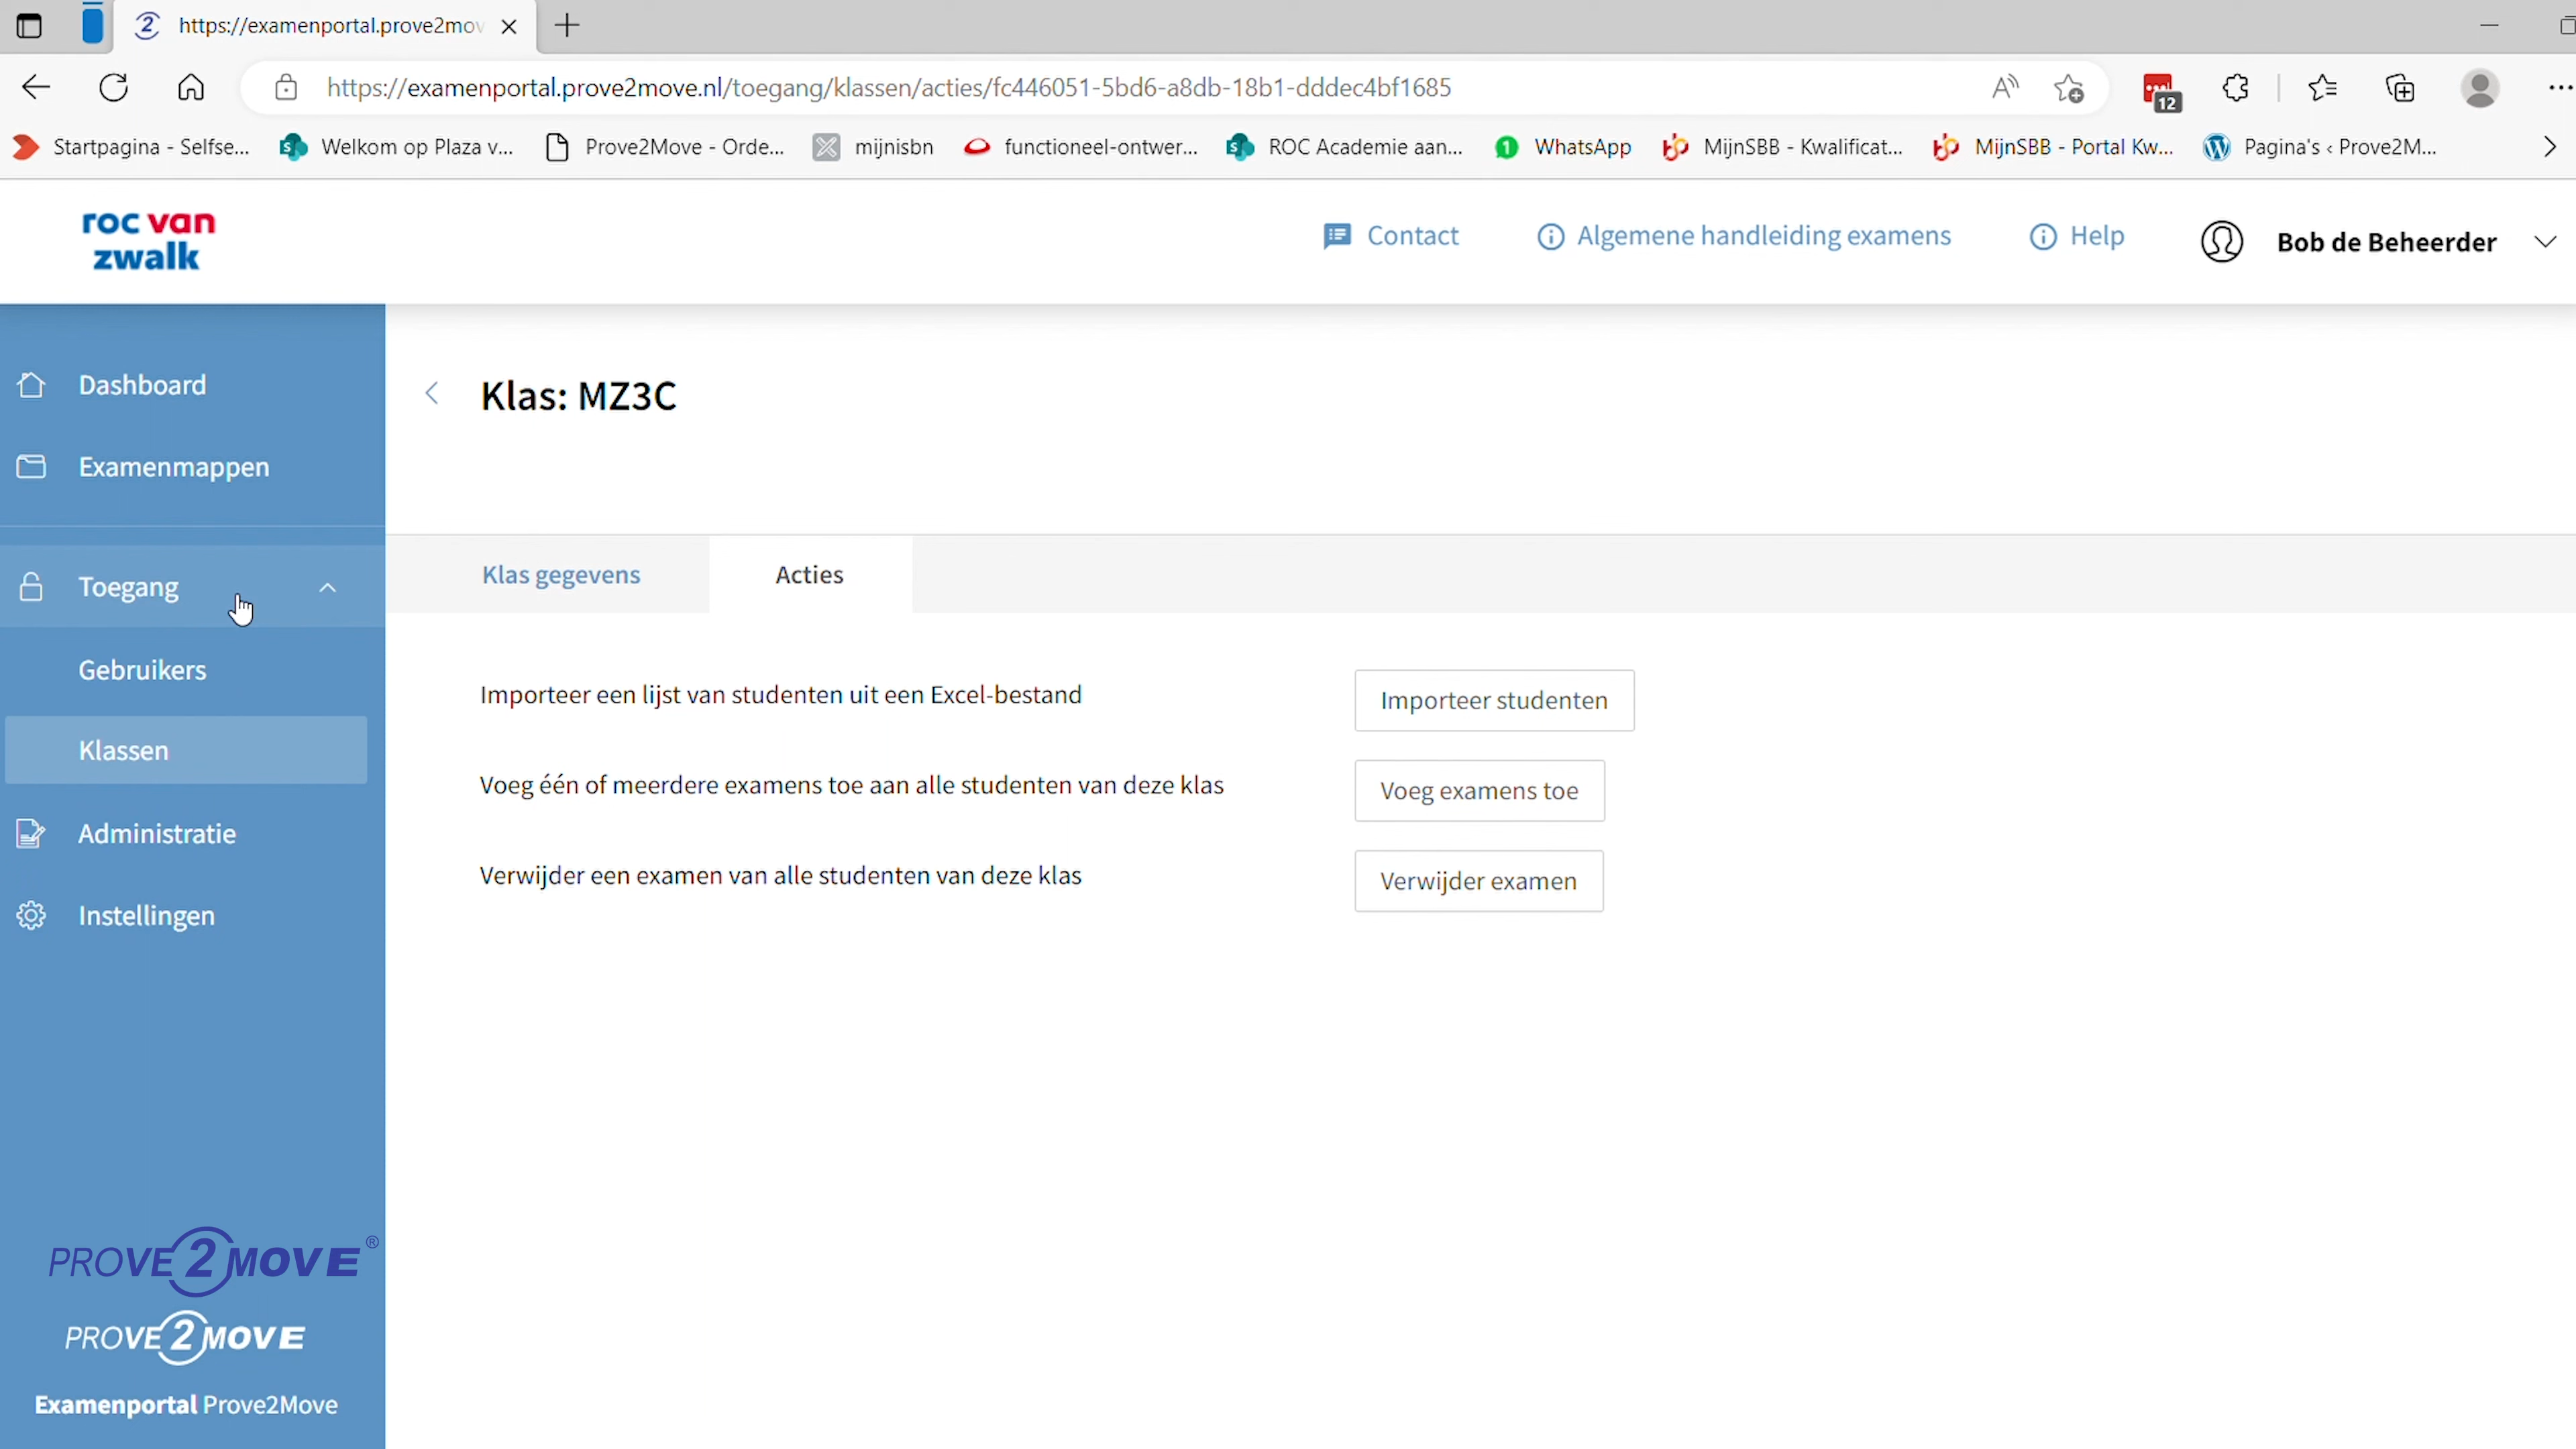 https://examenportal.prove2mov
https://examenportal.prove2move.nl/toegang/klassen/acties/fc446051-5bd6-a8db-18b1-dddec4bf1685
12
Startpagina - Selfse... Welkom op Plaza v... Prove2Move - Orde... mijnisbn functioneel-ontwer... ROC Academie aan... 1 WhatsApp MijnSBB - Kwalificat... MijnSBB - Portal Kw... Pagina's ‹ Prove2M...
roc van
zwalk
Contact Algemene handleiding examens Help Bob de Beheerder
Dashboard
Examenmappen
Toegang
Gebruikers
Klassen
Administratie
Instellingen
PROVE2MOVE®
PROVE2MOVE
Examenportal Prove2Move
Klas: MZ3C
Klas gegevens Acties
Importeer een lijst van studenten uit een Excel-bestand Importeer studenten
Voeg één of meerdere examens toe aan alle studenten van deze klas Voeg examens toe
Verwijder een examen van alle studenten van deze klas Verwijder examen